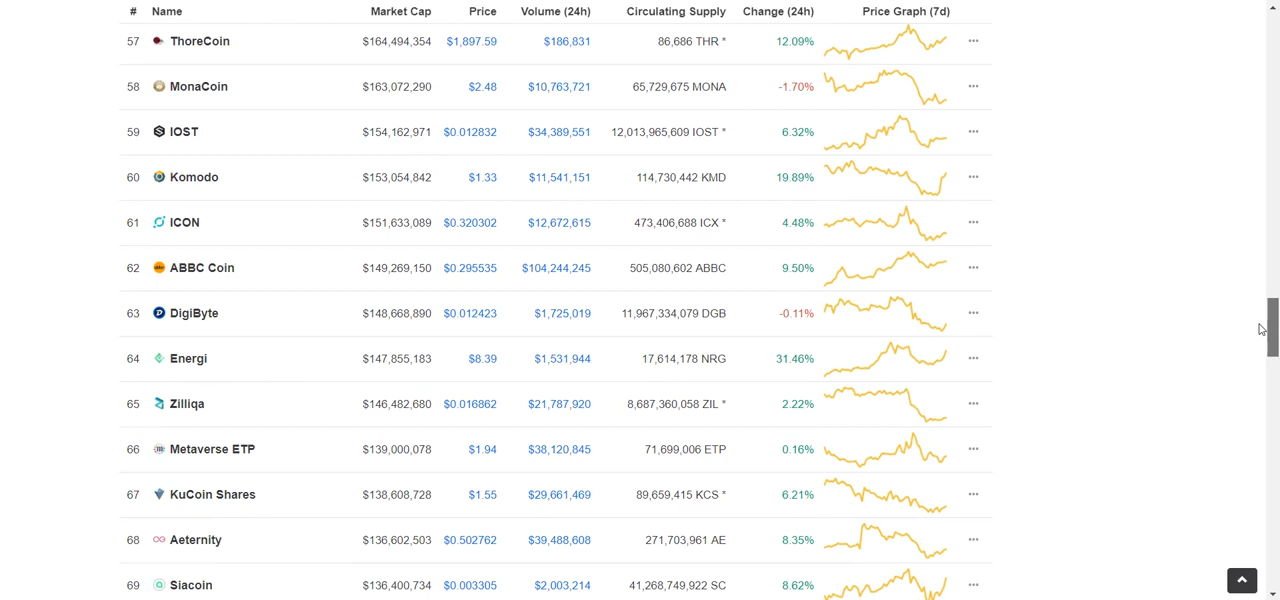 # Name Market Cap Price Volume (24h) Circulating Supply Change (24h) Price Graph (7d)
57 ThoreCoin $164,494,354 $1,897.59 $186,831 86,686 THR * 12.09%
58 MonaCoin $163,072,290 $2.48 $10,763,721 65,729,675 MONA -1.70%
59 IOST $154,162,971 $0.012832 $34,389,551 12,013,965,609 IOST * 6.32%
60 Komodo $153,054,842 $1.33 $11,541,151 114,730,442 KMD 19.89%
61 ICON $151,633,089 $0.320302 $12,672,615 473,406,688 ICX * 4.48%
62 ABBC Coin $149,269,150 $0.295535 $104,244,245 505,080,602 ABBC 9.50%
63 DigiByte $148,668,890 $0.012423 $1,725,019 11,967,334,079 DGB -0.11%
64 Energi $147,855,183 $8.39 $1,531,944 17,614,178 NRG 31.46%
65 Zilliqa $146,482,680 $0.016862 $21,787,920 8,687,360,058 ZIL * 2.22%
66 Metaverse ETP $139,000,078 $1.94 $38,120,845 71,699,006 ETP 0.16%
67 KuCoin Shares $138,608,728 $1.55 $29,661,469 89,659,415 KCS * 6.21%
68 Aeternity $136,602,503 $0.502762 $39,488,608 271,703,961 AE 8.35%
69 Siacoin $136,400,734 $0.003305 $2,003,214 41,268,749,922 SC 8.62%